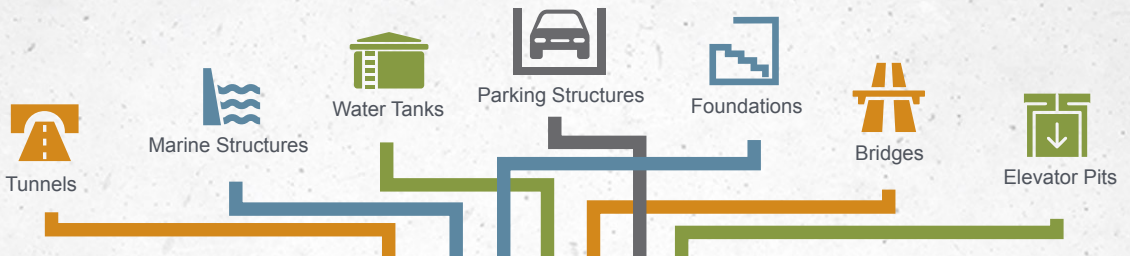 Tunnels
Marine Structures
Water Tanks
Parking Structures
Foundations
Bridges
Elevator Pits